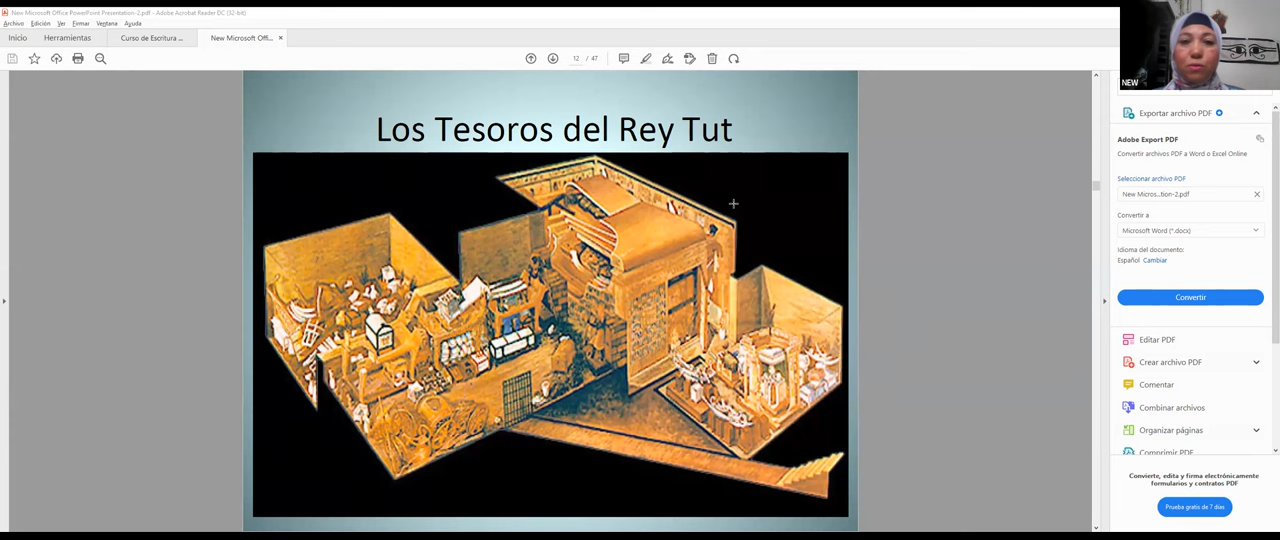 New Microsoft Office PowerPoint Presentation-2.pdf - Adobe Acrobat Reader DC (32-bit)
Archivo Edición Ver Firmar Ventana Ayuda
Inicio Herramientas Curso de Escritura ... New Microsoft Offi... ×
12 / 47
Los Tesoros del Rey Tut
NEW
Exportar archivo PDF
Adobe Export PDF
Convertir archivos PDF a Word o Excel Online
Seleccionar archivo PDF
New Micros...tion-2.pdf ×
Convertir a
Microsoft Word (*.docx)
Idioma del documento:
Español Cambiar
Convertir
Editar PDF
Crear archivo PDF
Comentar
Combinar archivos
Organizar páginas
Comprimir PDF
Convierte, edita y firma electrónicamente
formularios y contratos PDF
Prueba gratis de 7 días